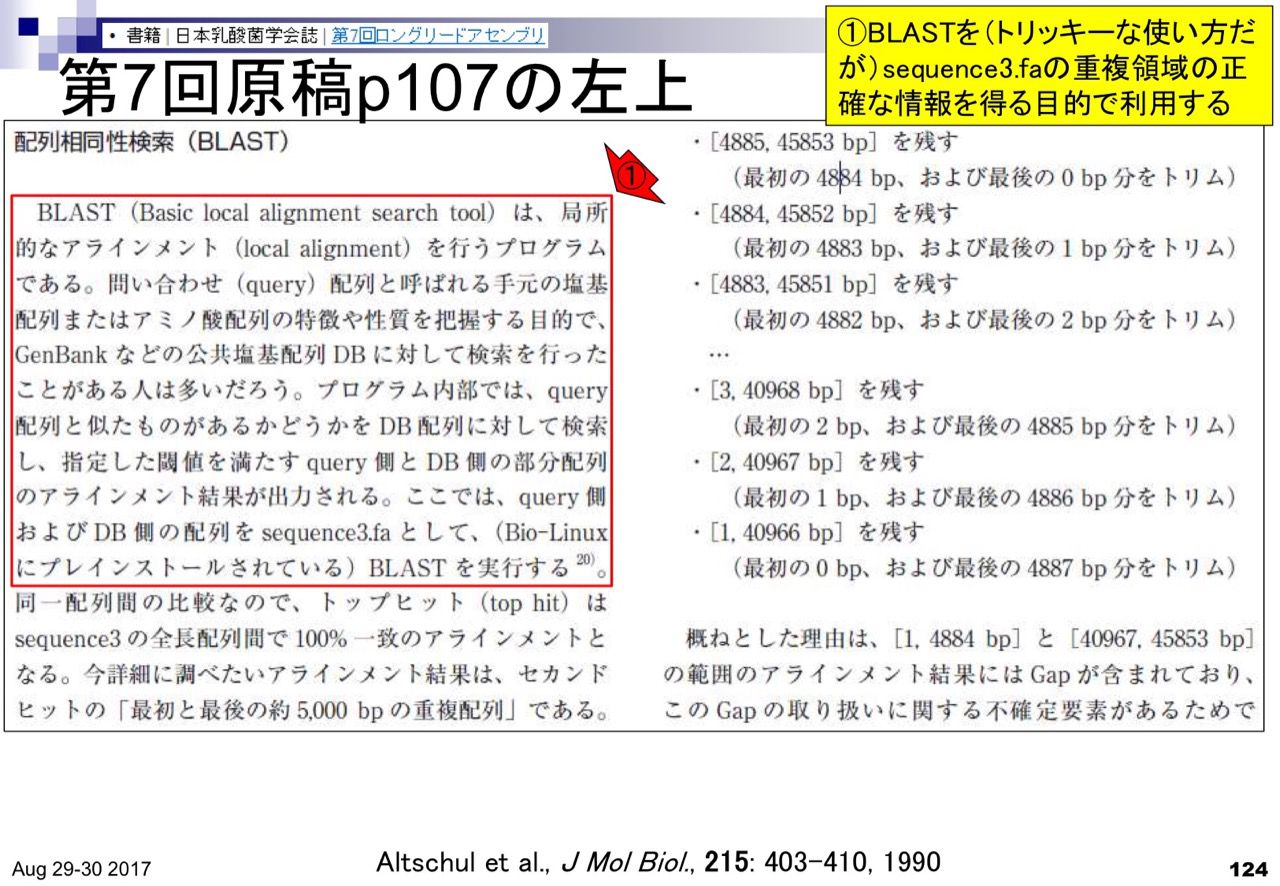 • 書籍 | 日本乳酸菌学会誌 | 第7回ロングリードアセンブリ
第7回原稿p107の左上
①BLASTを（トリッキーな使い方だ
が）sequence3.faの重複領域の正
確な情報を得る目的で利用する
①
配列相同性検索（BLAST）
BLAST（Basic local alignment search tool）は、局所
的なアラインメント（local alignment）を行うプログラム
である。問い合わせ（query）配列と呼ばれる手元の塩基
配列またはアミノ酸配列の特徴や性質を把握する目的で、
GenBank などの公共塩基配列 DB に対して検索を行った
ことがある人は多いだろう。プログラム内部では、query
配列と似たものがあるかどうかを DB 配列に対して検索
し、指定した閾値を満たす query 側と DB 側の部分配列
のアラインメント結果が出力される。ここでは、query 側
および DB 側の配列を sequence3.fa として、（Bio-Linux
にプレインストールされている）BLAST を実行する 20)。
同一配列間の比較なので、トップヒット（top hit）は
sequence3 の全長配列間で 100% 一致のアラインメントと
なる。今詳細に調べたいアラインメント結果は、セカンド
ヒットの「最初と最後の約 5,000 bp の重複配列」である。
・[4885, 45853 bp] を残す
（最初の 4884 bp、および最後の 0 bp 分をトリム）
・[4884, 45852 bp] を残す
（最初の 4883 bp、および最後の 1 bp 分をトリム）
・[4883, 45851 bp] を残す
（最初の 4882 bp、および最後の 2 bp 分をトリム）
…
・[3, 40968 bp] を残す
（最初の 2 bp、および最後の 4885 bp 分をトリム）
・[2, 40967 bp] を残す
（最初の 1 bp、および最後の 4886 bp 分をトリム）
・[1, 40966 bp] を残す
（最初の 0 bp、および最後の 4887 bp 分をトリム）
概ねとした理由は、[1, 4884 bp] と [40967, 45853 bp]
の範囲のアラインメント結果には Gap が含まれており、
この Gap の取り扱いに関する不確定要素があるためで
Aug 29-30 2017
Altschul et al., J Mol Biol., 215: 403-410, 1990
124